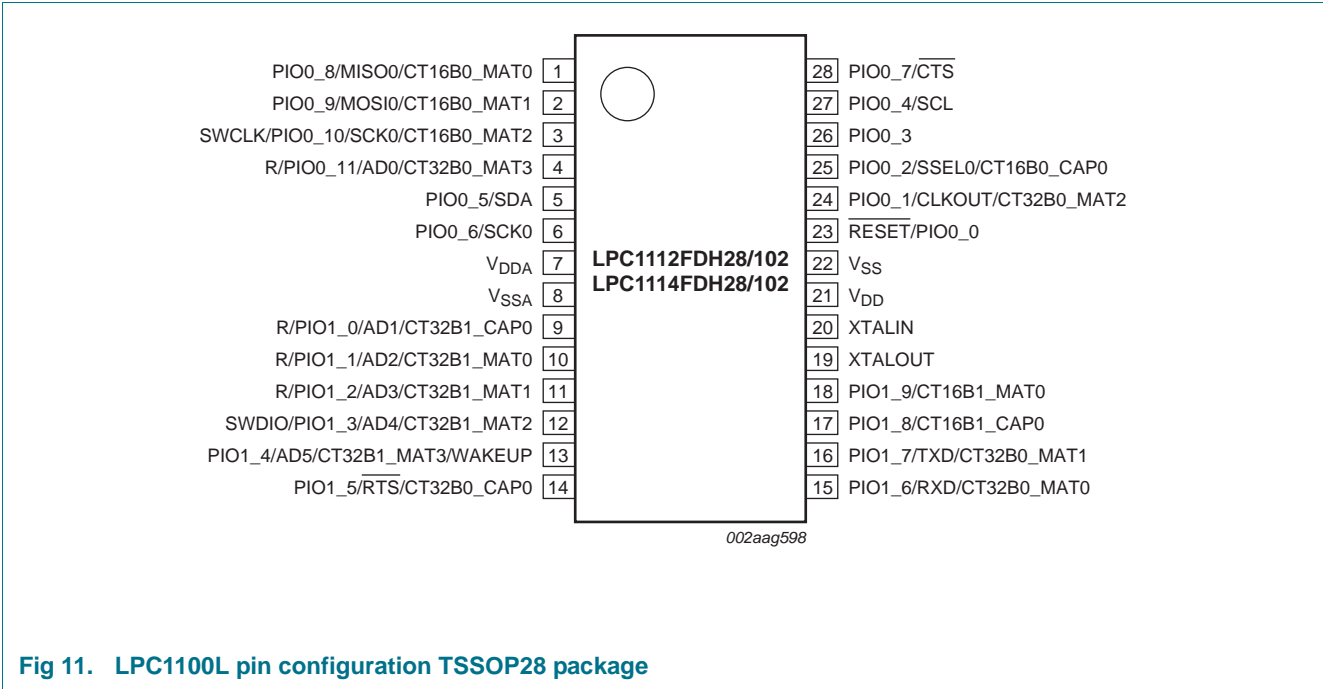 PIO0_8/MISO0/CT16B0_MAT0 1
PIO0_9/MOSI0/CT16B0_MAT1 2
SWCLK/PIO0_10/SCK0/CT16B0_MAT2 3
R/PIO0_11/AD0/CT32B0_MAT3 4
PIO0_5/SDA 5
PIO0_6/SCK0 6
VDDA 7
VSSA 8
R/PIO1_0/AD1/CT32B1_CAP0 9
R/PIO1_1/AD2/CT32B1_MAT0 10
R/PIO1_2/AD3/CT32B1_MAT1 11
SWDIO/PIO1_3/AD4/CT32B1_MAT2 12
PIO1_4/AD5/CT32B1_MAT3/WAKEUP 13
PIO1_5/RTS/CT32B0_CAP0 14
LPC1112FDH28/102
LPC1114FDH28/102
28 PIO0_7/CTS
27 PIO0_4/SCL
26 PIO0_3
25 PIO0_2/SSEL0/CT16B0_CAP0
24 PIO0_1/CLKOUT/CT32B0_MAT2
23 RESET/PIO0_0
22 VSS
21 VDD
20 XTALIN
19 XTALOUT
18 PIO1_9/CT16B1_MAT0
17 PIO1_8/CT16B1_CAP0
16 PIO1_7/TXD/CT32B0_MAT1
15 PIO1_6/RXD/CT32B0_MAT0
002aag598
Fig 11. LPC1100L pin configuration TSSOP28 package